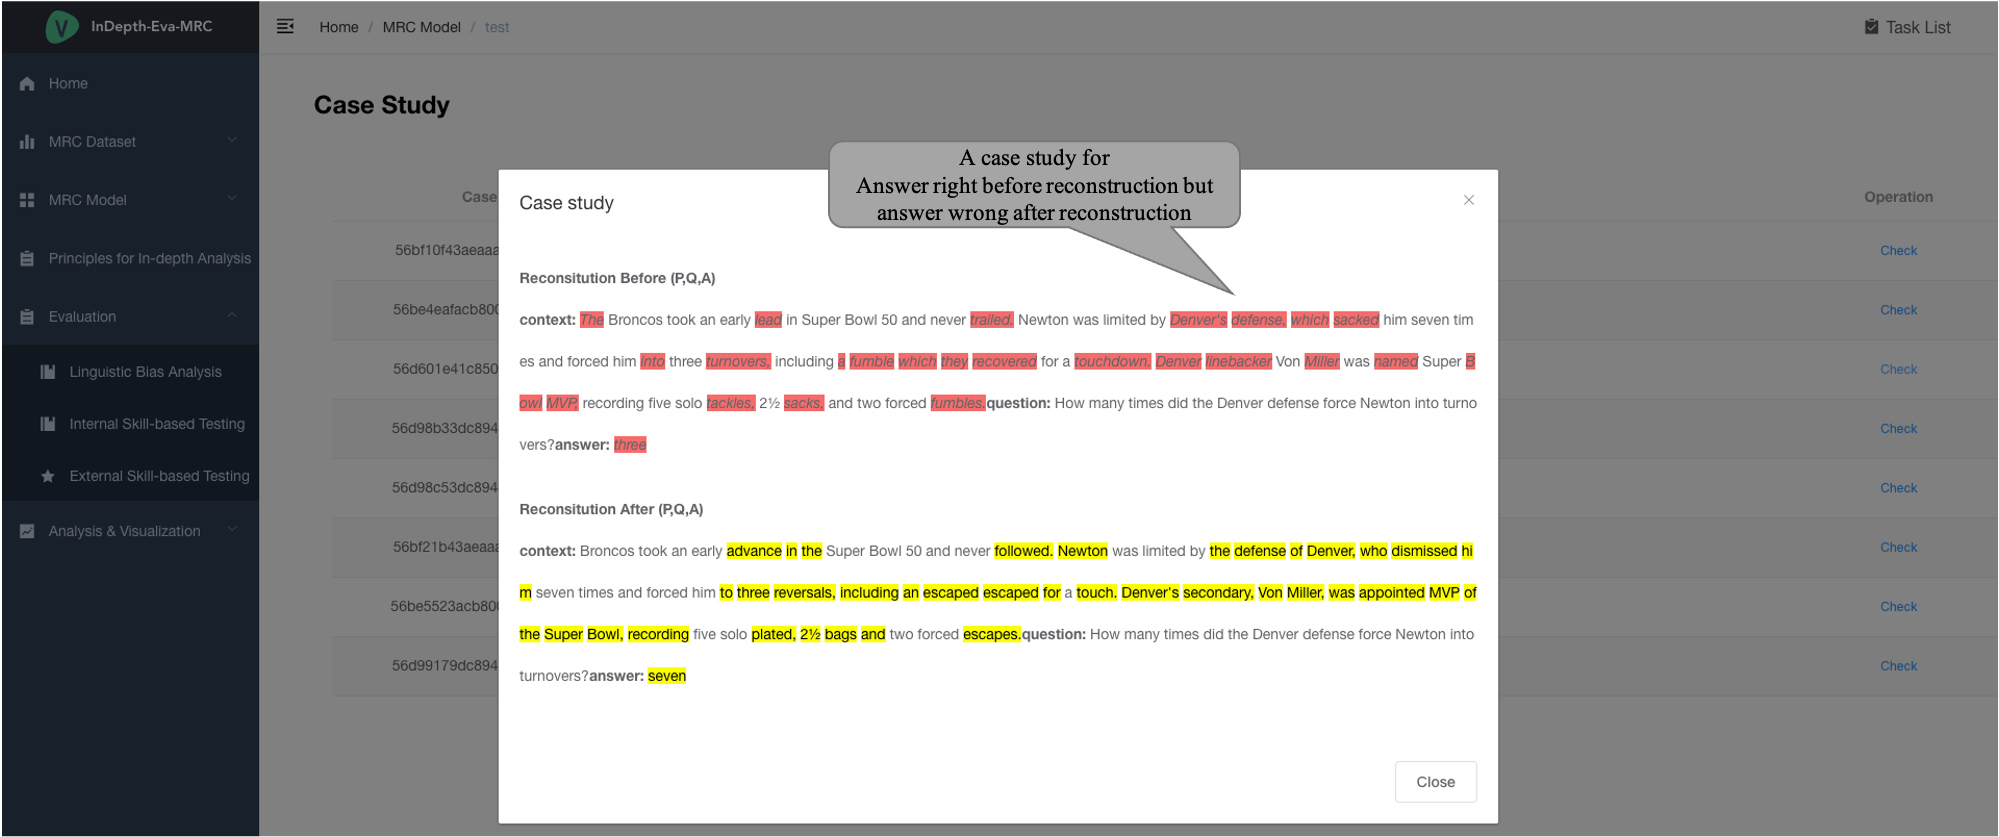 V InDepth-Eva-MRC
Home / MRC Model / test
Task List
Home
MRC Dataset
MRC Model
Principles for In-depth Analysis
Evaluation
Linguistic Bias Analysis
Internal Skill-based Testing
External Skill-based Testing
Analysis & Visualization
Case Study
Case
Operation
56bf10f43aeaaa
Check
56be4eafacb800
Check
56d601e41c850
Check
56d98b33dc894
Check
56d98c53dc894
Check
56bf21b43aeaaa
Check
56be5523acb800
Check
56d99179dc894
Check
A case study for
Answer right before reconstruction but
answer wrong after reconstruction
Case study
Reconsitution Before (P,Q,A)
context: The Broncos took an early lead in Super Bowl 50 and never trailed. Newton was limited by Denver's defense, which sacked him seven tim
es and forced him into three turnovers, including a fumble which they recovered for a touchdown. Denver linebacker Von Miller was named Super B
owl MVP, recording five solo tackles, 2½ sacks, and two forced fumbles.question: How many times did the Denver defense force Newton into turno
vers?answer: three
Reconsitution After (P,Q,A)
context: Broncos took an early advance in the Super Bowl 50 and never followed. Newton was limited by the defense of Denver, who dismissed hi
m seven times and forced him to three reversals, including an escaped escaped for a touch. Denver's secondary, Von Miller, was appointed MVP of
the Super Bowl, recording five solo plated, 2½ bags and two forced escapes.question: How many times did the Denver defense force Newton into
turnovers?answer: seven
Close